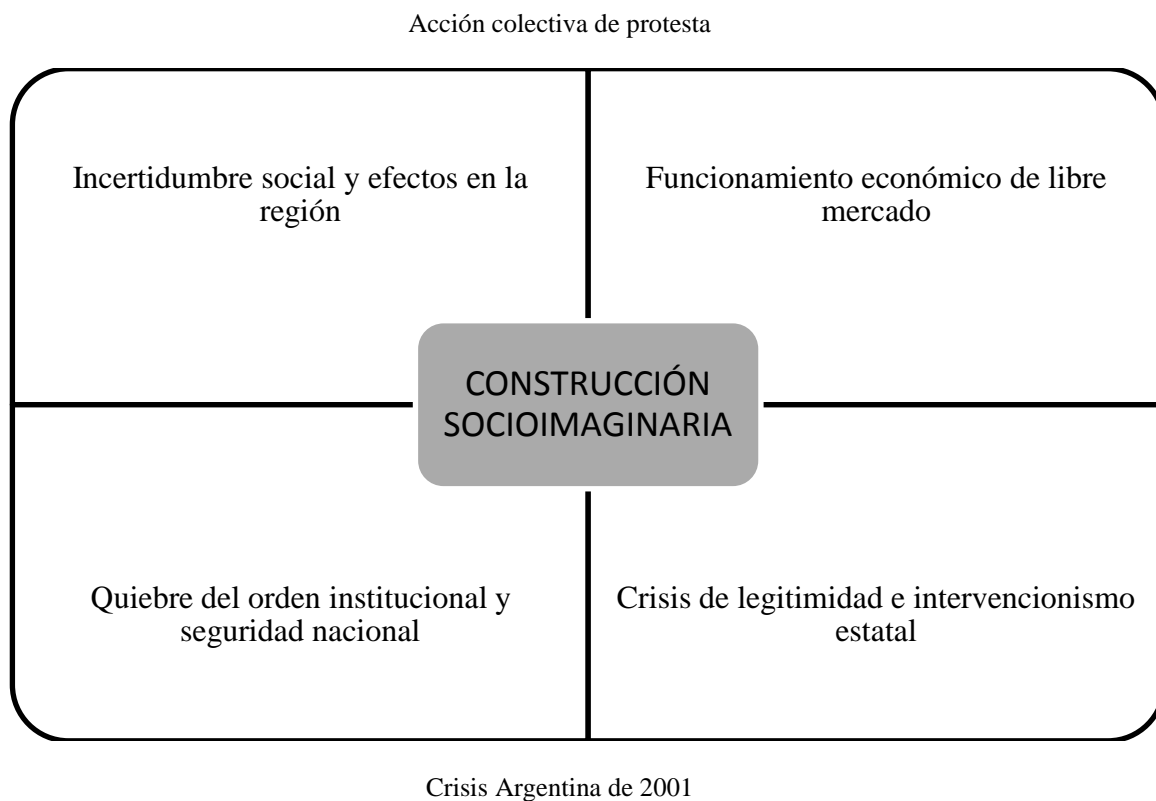 Acción colectiva de protesta
Incertidumbre social y efectos en la
región
Funcionamiento económico de libre
mercado
CONSTRUCCIÓN
SOCIOIMAGINARIA
Quiebre del orden institucional y
seguridad nacional
Crisis de legitimidad e intervencionismo
estatal
Crisis Argentina de 2001